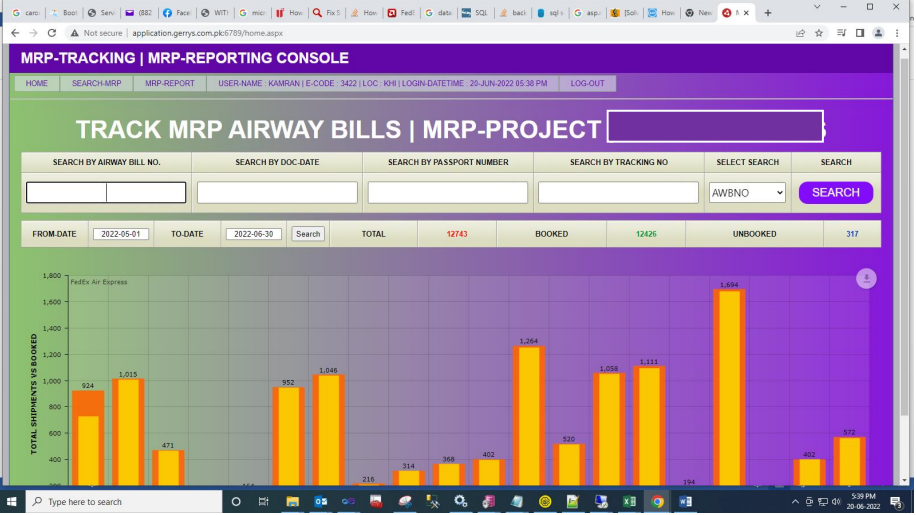 caro
Boot
Serv
(882
Face
WIT
mic
How
Fix S
How
FedE
data
SQL
back
sql s
asp.
[Solv
How
New
Not secure | application.gerrys.com.pk:6789/home.aspx
MRP-TRACKING | MRP-REPORTING CONSOLE
HOME SEARCH-MRP MRP-REPORT USER-NAME : KAMRAN | E-CODE : 3422 | LOC : KHI | LOGIN-DATETIME : 20-JUN-2022 05:38 PM LOG-OUT
TRACK MRP AIRWAY BILLS | MRP-PROJECT
SEARCH BY AIRWAY BILL NO. SEARCH BY DOC-DATE SEARCH BY PASSPORT NUMBER SEARCH BY TRACKING NO SELECT SEARCH SEARCH
AWBNO SEARCH
FROM-DATE 2022-05-01 TO-DATE 2022-06-30 Search TOTAL 12743 BOOKED 12426 UNBOOKED 317
FedEx Air Express
TOTAL SHIPMENTS VS BOOKED
1,800
1,600
1,400
1,200
1,000
800
600
400
924
1,015
471
952
1,046
216
314
368
402
1,264
520
1,058
1,111
194
1,694
402
572
Type here to search
5:39 PM
20-06-2022